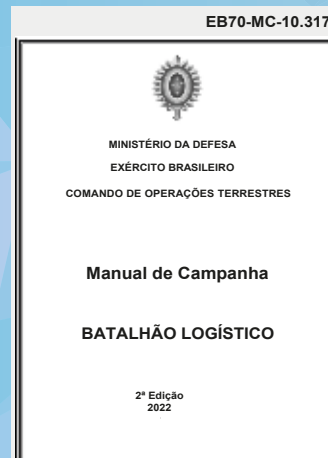 EB70-MC-10.317
MINISTÉRIO DA DEFESA
EXÉRCITO BRASILEIRO
COMANDO DE OPERAÇÕES TERRESTRES
Manual de Campanha
BATALHÃO LOGÍSTICO
2ª Edição
2022